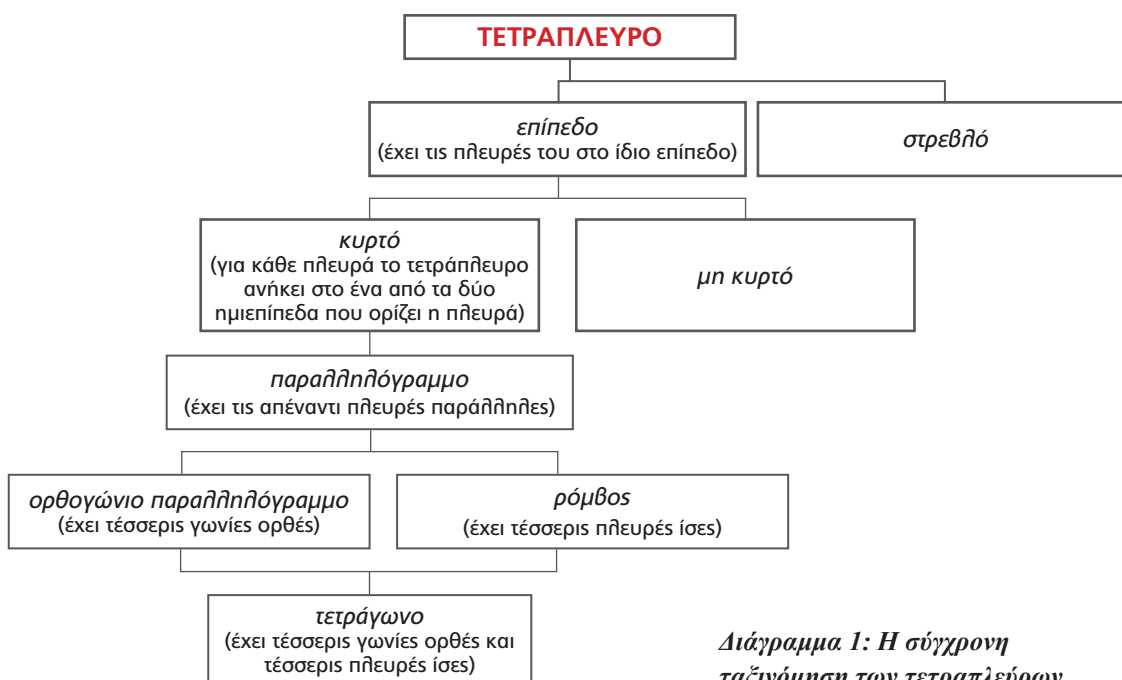 ΤΕΤΡΑΠΛΕΥΡΟ
επίπεδο
(έχει τις πλευρές του στο ίδιο επίπεδο)
στρεβλό
κυρτό
(για κάθε πλευρά το τετράπλευρο
ανήκει στο ένα από τα δύο
ημιεπίπεδα που ορίζει η πλευρά)
μη κυρτό
παραλληλόγραμμο
(έχει τις απέναντι πλευρές παράλληλες)
ορθογώνιο παραλληλόγραμμο
(έχει τέσσερις γωνίες ορθές)
ρόμβος
(έχει τέσσερις πλευρές ίσες)
τετράγωνο
(έχει τέσσερις γωνίες ορθές και
τέσσερις πλευρές ίσες)
Διάγραμμα 1: Η σύγχρονη
ταξινόμηση των τετραπλεύρων